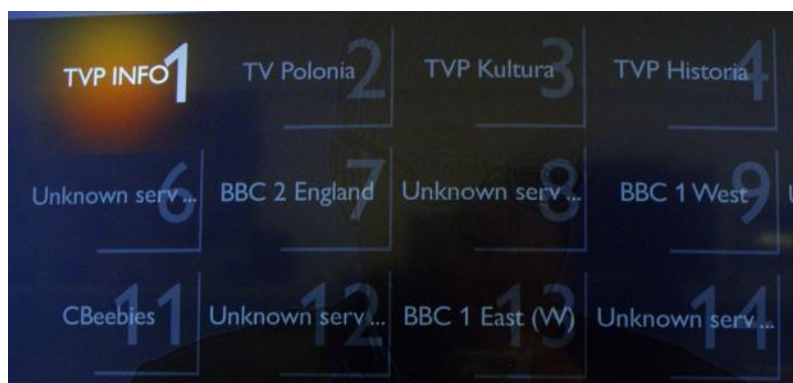 TVP INFO 1
TV Polonia 2
TVP Kultura 3
TVP Historia 4
Unknown serv ... 6
BBC 2 England 7
Unknown serv ... 8
BBC 1 West 9
CBeebies 11
Unknown serv ... 12
BBC 1 East (W) 13
Unknown serv ... 14